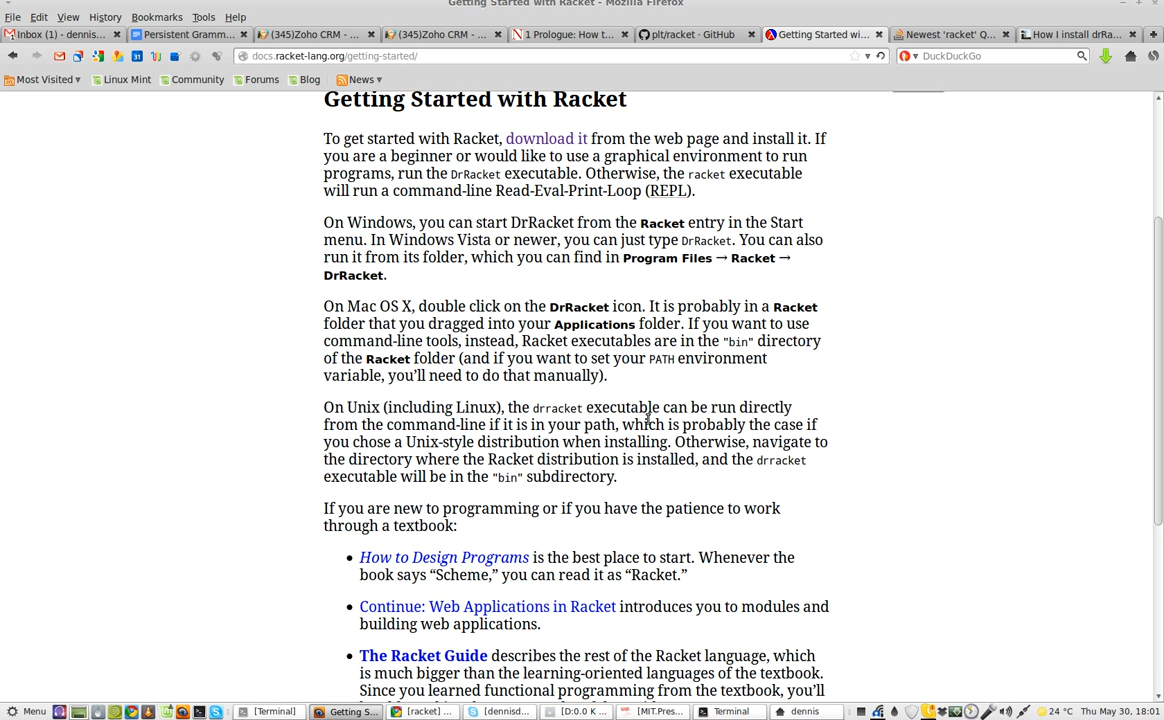 Getting Started with Racket - Mozilla Firefox
File Edit View History Bookmarks Tools Help
Inbox (1) - dennis... Persistent Gramm... (345)Zoho CRM - ... (345)Zoho CRM - ... 1 Prologue: How t... plt/racket · GitHub Getting Started wi... Newest 'racket' Q... How I install drRa...
docs.racket-lang.org/getting-started/ DuckDuckGo
Most Visited Linux Mint Community Forums Blog News
Getting Started with Racket
To get started with Racket, download it from the web page and install it. If
you are a beginner or would like to use a graphical environment to run
programs, run the DrRacket executable. Otherwise, the racket executable
will run a command-line Read-Eval-Print-Loop (REPL).
On Windows, you can start DrRacket from the Racket entry in the Start
menu. In Windows Vista or newer, you can just type DrRacket. You can also
run it from its folder, which you can find in Program Files → Racket →
DrRacket.
On Mac OS X, double click on the DrRacket icon. It is probably in a Racket
folder that you dragged into your Applications folder. If you want to use
command-line tools, instead, Racket executables are in the "bin" directory
of the Racket folder (and if you want to set your PATH environment
variable, you’ll need to do that manually).
On Unix (including Linux), the drracket executable can be run directly
from the command-line if it is in your path, which is probably the case if
you chose a Unix-style distribution when installing. Otherwise, navigate to
the directory where the Racket distribution is installed, and the drracket
executable will be in the "bin" subdirectory.
If you are new to programming or if you have the patience to work
through a textbook:
• How to Design Programs is the best place to start. Whenever the
book says “Scheme,” you can read it as “Racket.”
• Continue: Web Applications in Racket introduces you to modules and
building web applications.
• The Racket Guide describes the rest of the Racket language, which
is much bigger than the learning-oriented languages of the textbook.
Since you learned functional programming from the textbook, you’ll
Menu [Terminal] Getting S... [racket] ... [dennisd... [D:0.0 K ... [MIT.Pres... Terminal dennis 24 °C Thu May 30, 18:01